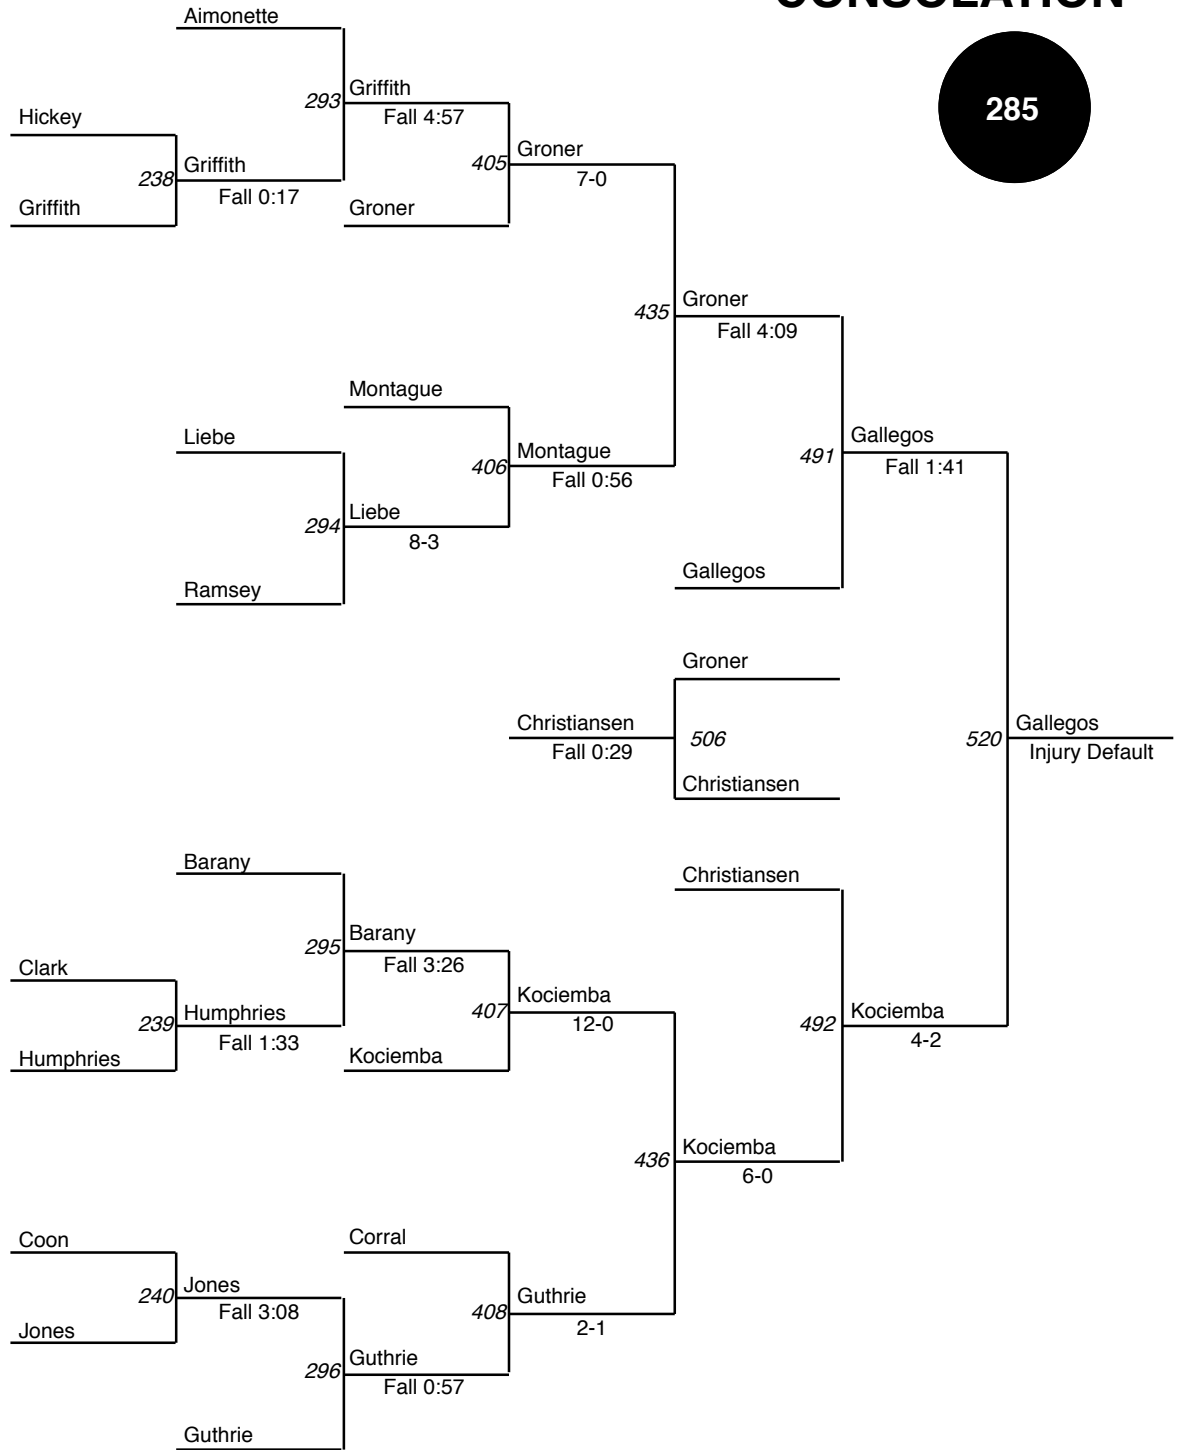 CONSOLATION
285
Aimonette
293
Griffith
Fall 4:57
Hickey
238
Griffith
Fall 0:17
Griffith
405
Groner
7-0
Groner
435
Groner
Fall 4:09
Montague
Liebe
406
Montague
Fall 0:56
294
Liebe
8-3
Ramsey
491
Gallegos
Fall 1:41
Gallegos
Groner
Christiansen
Fall 0:29
506
Christiansen
520
Gallegos
Injury Default
Barany
Christiansen
295
Barany
Fall 3:26
Clark
239
Humphries
Fall 1:33
Humphries
407
Kociemba
12-0
Kociemba
492
Kociemba
4-2
436
Kociemba
6-0
Coon
Corral
240
Jones
Fall 3:08
Jones
408
Guthrie
2-1
296
Guthrie
Fall 0:57
Guthrie